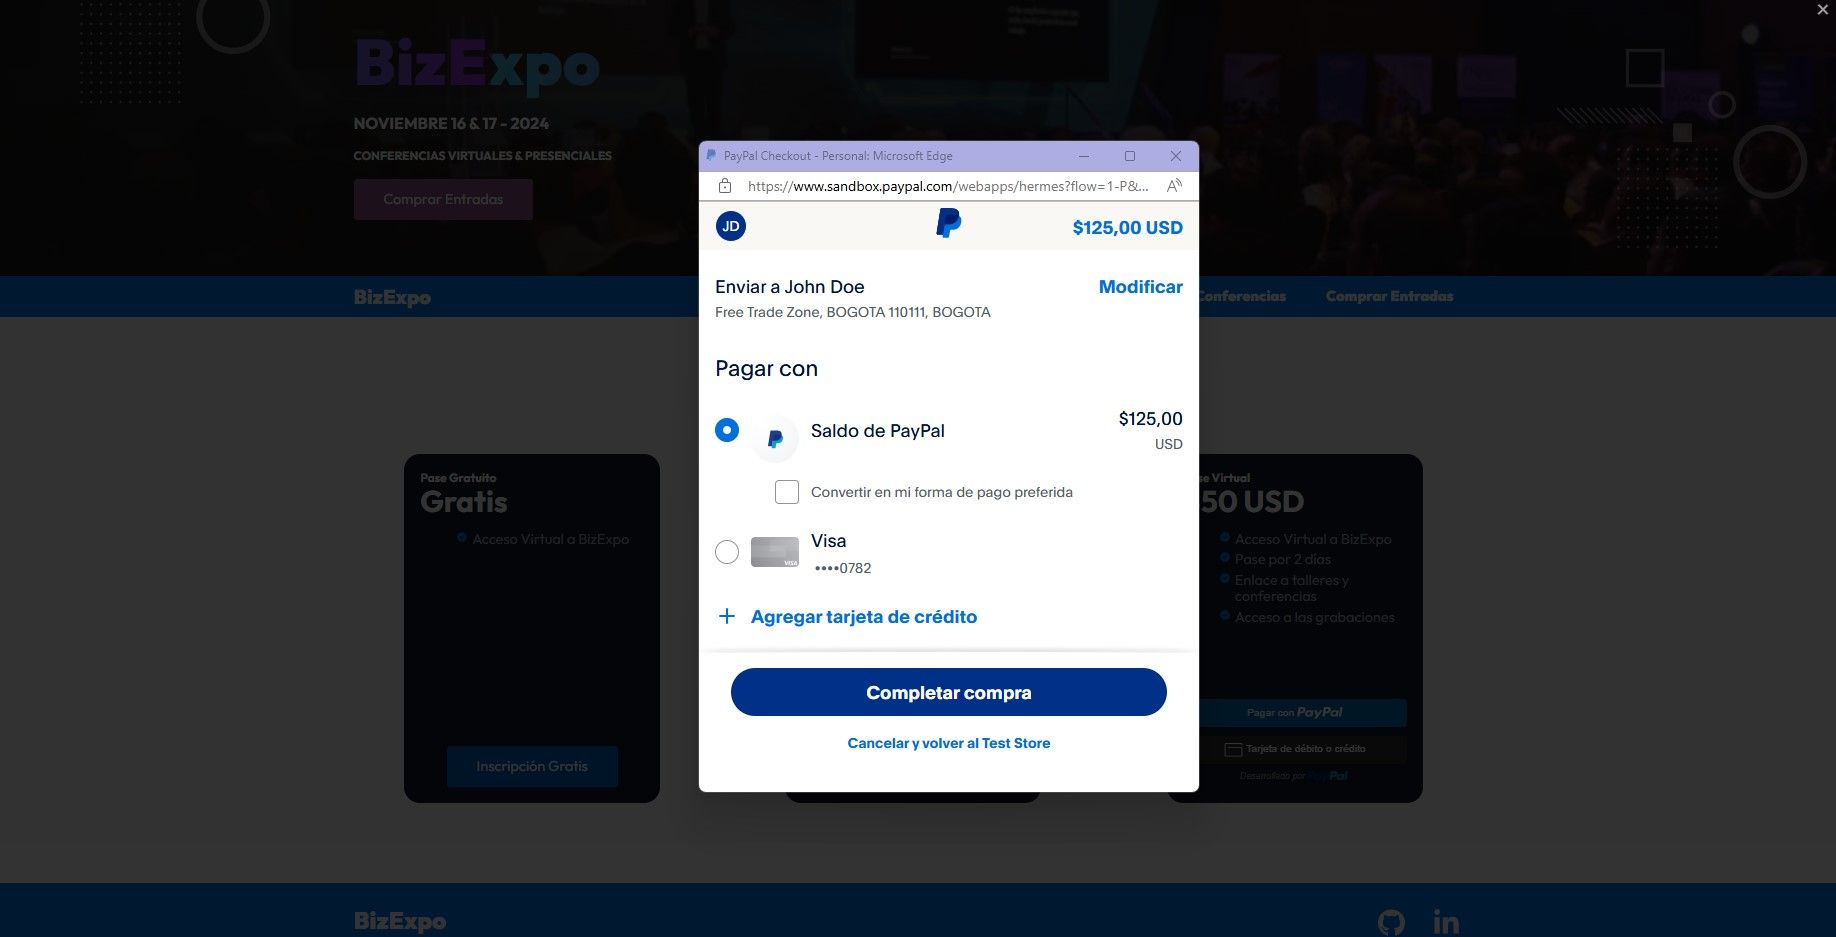 BizExpo
NOVIEMBRE 16 & 17 - 2024
CONFERENCIAS VIRTUALES & PRESENCIALES
Comprar Entradas
BizExpo
Conferencias
Comprar Entradas
PayPal Checkout - Personal: Microsoft Edge
https://www.sandbox.paypal.com/webapps/hermes?flow=1-P&...
JD
$125,00 USD
Enviar a John Doe
Modificar
Free Trade Zone, BOGOTA 110111, BOGOTA
Pagar con
Saldo de PayPal
$125,00
USD
Convertir en mi forma de pago preferida
Visa
VISA
••••0782
Agregar tarjeta de crédito
Completar compra
Cancelar y volver al Test Store
Pase Gratuito
Gratis
Acceso Virtual a BizExpo
Inscripción Gratis
se Virtual
50 USD
Acceso Virtual a BizExpo
Pase por 2 días
Enlace a talleres y
conferencias
Acceso a las grabaciones
Pagar con PayPal
Tarjeta de débito o crédito
Desarrollado por PayPal
BizExpo
in